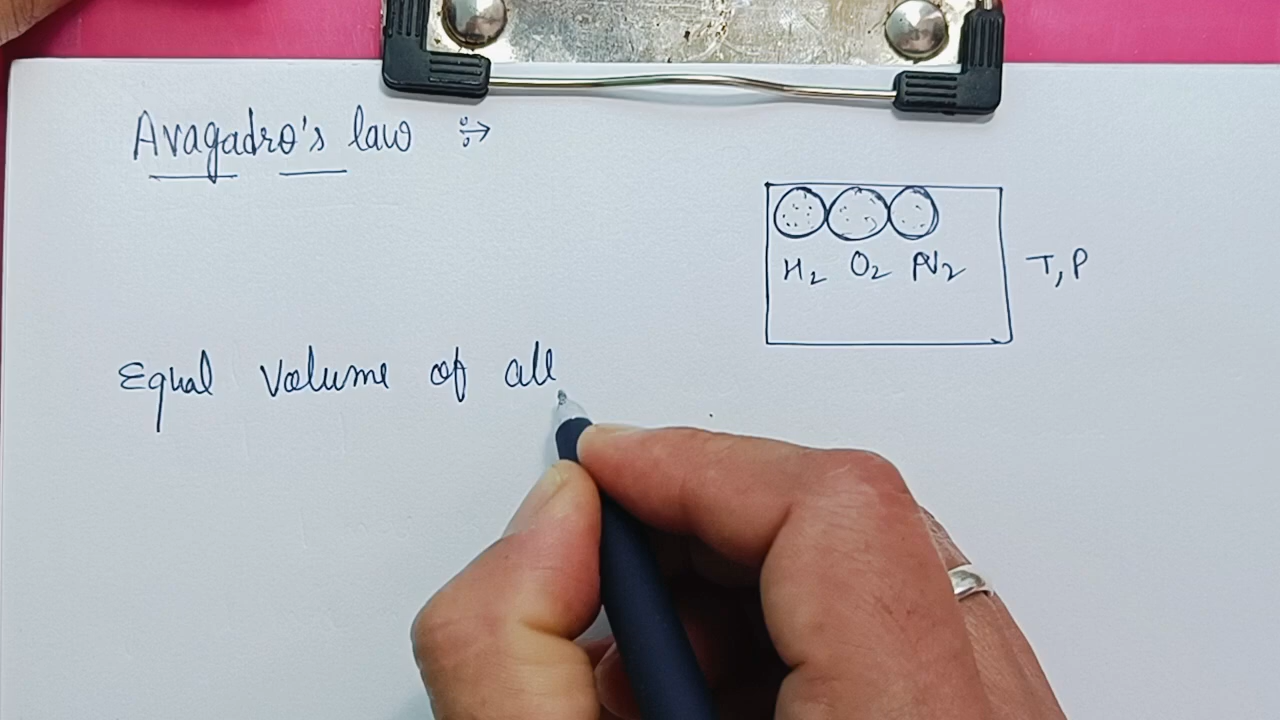 Avagadro's law :→
H2 O2 N2
T, P
Equal Volume of all